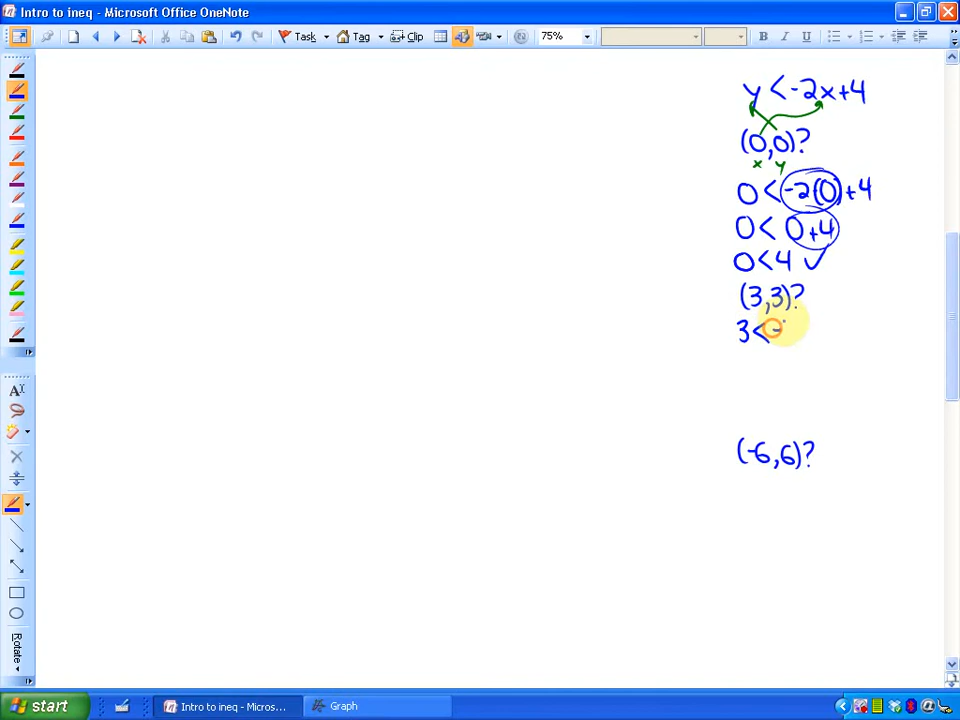 Intro to ineq - Microsoft Office OneNote
Task Tag Clip 75% B I U
y < -2x+4
(0,0)?
x y
0 < -2(0)+4
0 < 0+4
0 < 4 ✓
(3,3)?
3 < -
(-6,6)?
A
Rotate
start Intro to ineq - Micros... Graph